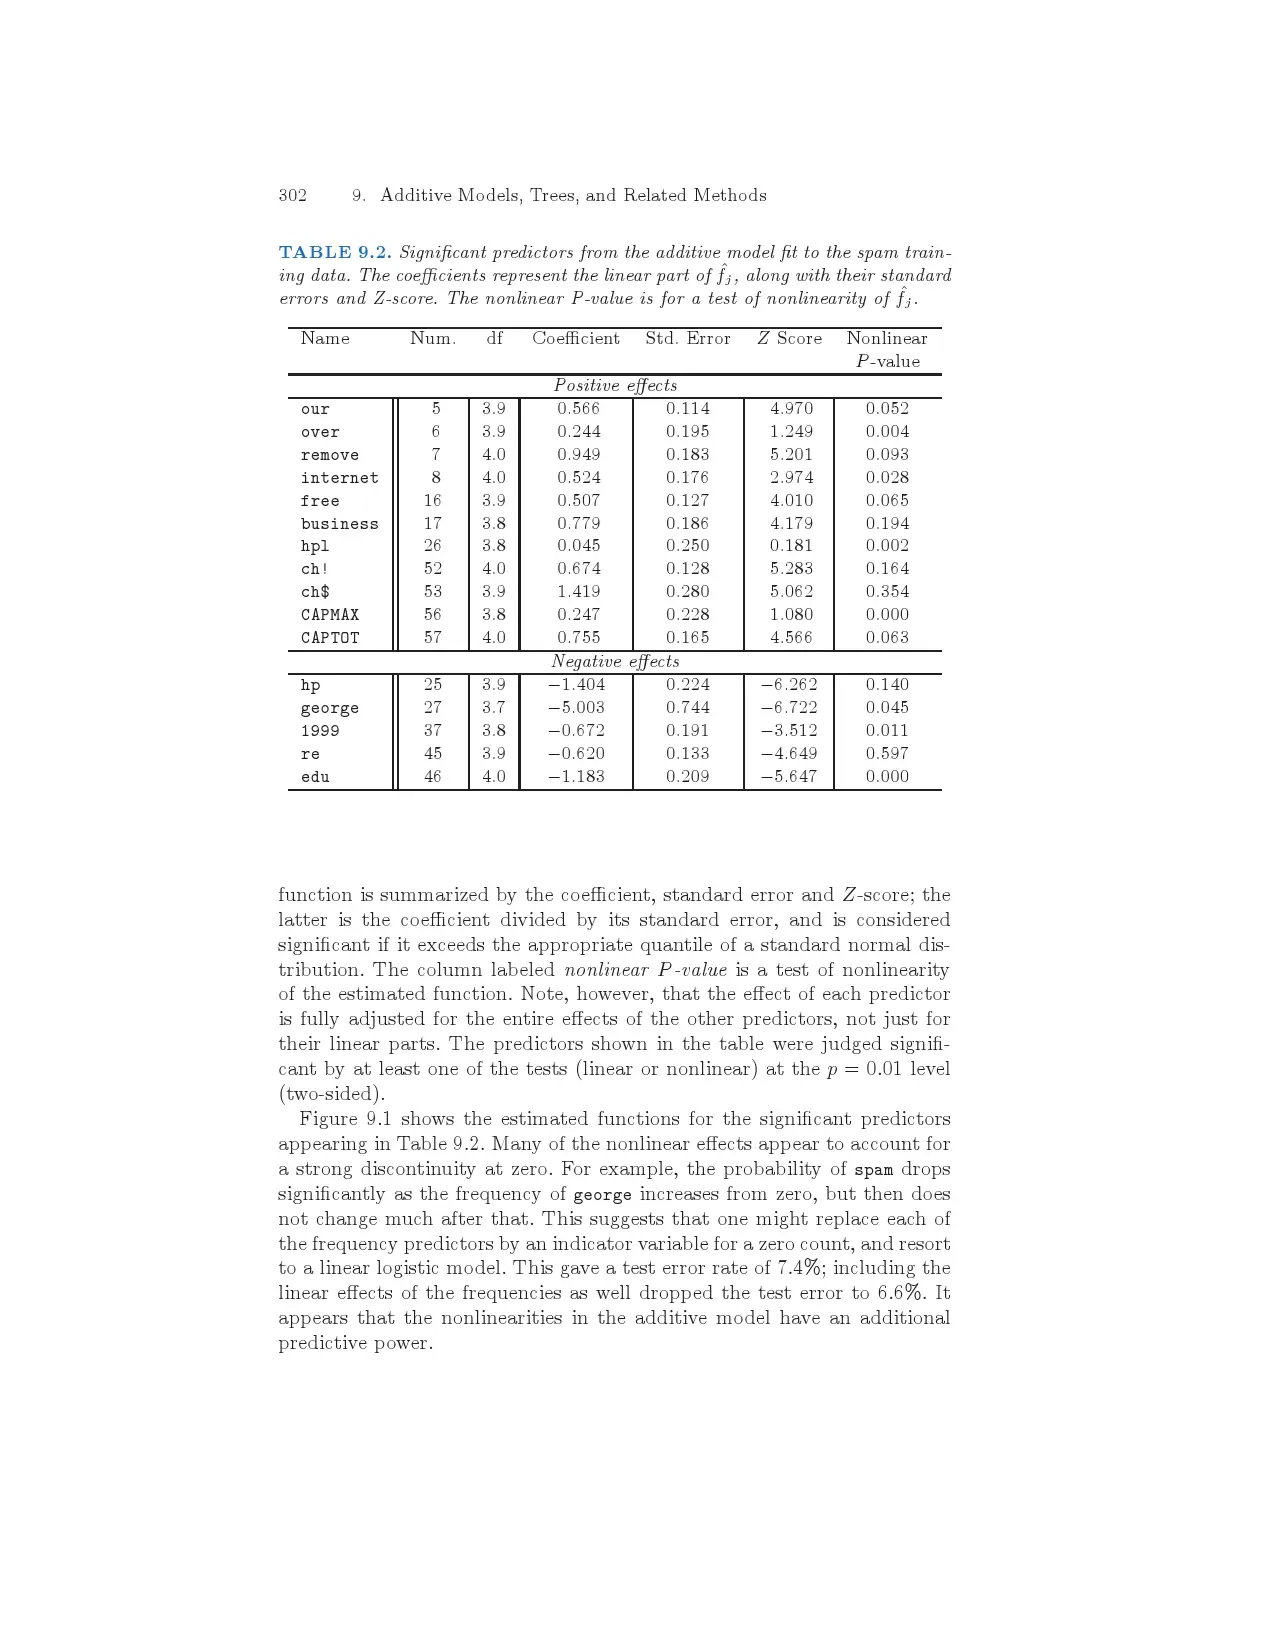 302 9. Additive Models, Trees, and Related Methods
TABLE 9.2. Significant predictors from the additive model fit to the spam train-
ing data. The coefficients represent the linear part of f̂j, along with their standard
errors and Z-score. The nonlinear P-value is for a test of nonlinearity of f̂j.
Name Num. df Coefficient Std. Error Z Score Nonlinear
P-value
Positive effects
our 5 3.9 0.566 0.114 4.970 0.052
over 6 3.9 0.244 0.195 1.249 0.004
remove 7 4.0 0.949 0.183 5.201 0.093
internet 8 4.0 0.524 0.176 2.974 0.028
free 16 3.9 0.507 0.127 4.010 0.065
business 17 3.8 0.779 0.186 4.179 0.194
hpl 26 3.8 0.045 0.250 0.181 0.002
ch! 52 4.0 0.674 0.128 5.283 0.164
ch$ 53 3.9 1.419 0.280 5.062 0.354
CAPMAX 56 3.8 0.247 0.228 1.080 0.000
CAPTOT 57 4.0 0.755 0.165 4.566 0.063
Negative effects
hp 25 3.9 −1.404 0.224 −6.262 0.140
george 27 3.7 −5.003 0.744 −6.722 0.045
1999 37 3.8 −0.672 0.191 −3.512 0.011
re 45 3.9 −0.620 0.133 −4.649 0.597
edu 46 4.0 −1.183 0.209 −5.647 0.000
function is summarized by the coefficient, standard error and Z-score; the
latter is the coefficient divided by its standard error, and is considered
significant if it exceeds the appropriate quantile of a standard normal dis-
tribution. The column labeled nonlinear P-value is a test of nonlinearity
of the estimated function. Note, however, that the effect of each predictor
is fully adjusted for the entire effects of the other predictors, not just for
their linear parts. The predictors shown in the table were judged signifi-
cant by at least one of the tests (linear or nonlinear) at the p = 0.01 level
(two-sided).
Figure 9.1 shows the estimated functions for the significant predictors
appearing in Table 9.2. Many of the nonlinear effects appear to account for
a strong discontinuity at zero. For example, the probability of spam drops
significantly as the frequency of george increases from zero, but then does
not change much after that. This suggests that one might replace each of
the frequency predictors by an indicator variable for a zero count, and resort
to a linear logistic model. This gave a test error rate of 7.4%; including the
linear effects of the frequencies as well dropped the test error to 6.6%. It
appears that the nonlinearities in the additive model have an additional
predictive power.